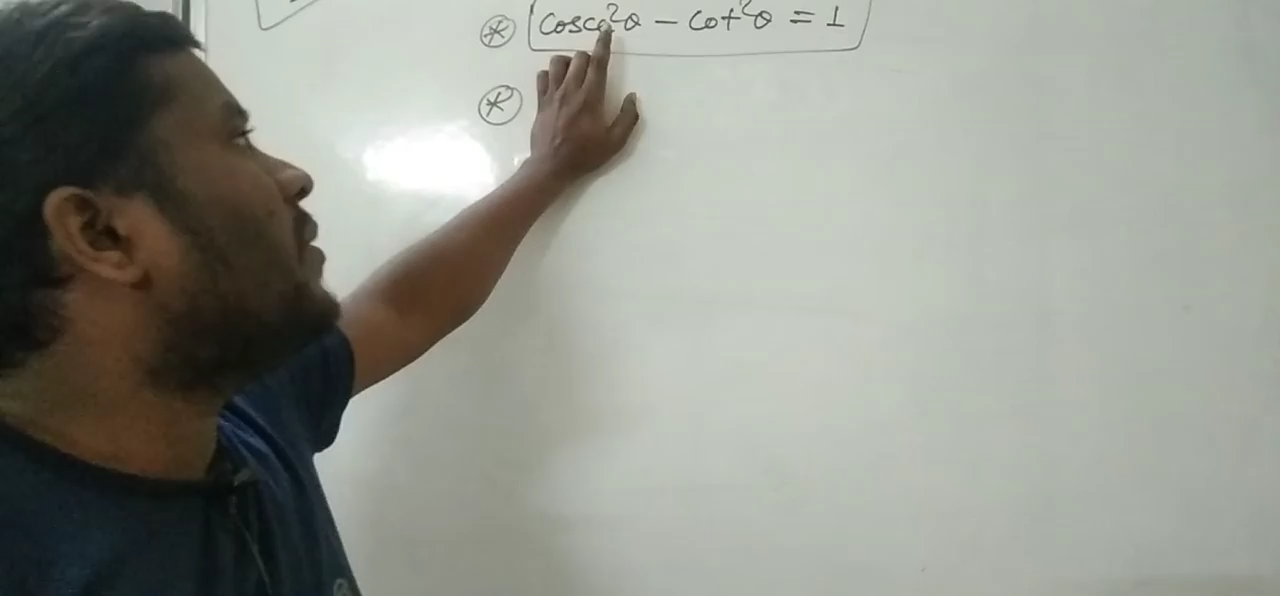 ⊛ cosec²θ - cot²θ = 1
⊛